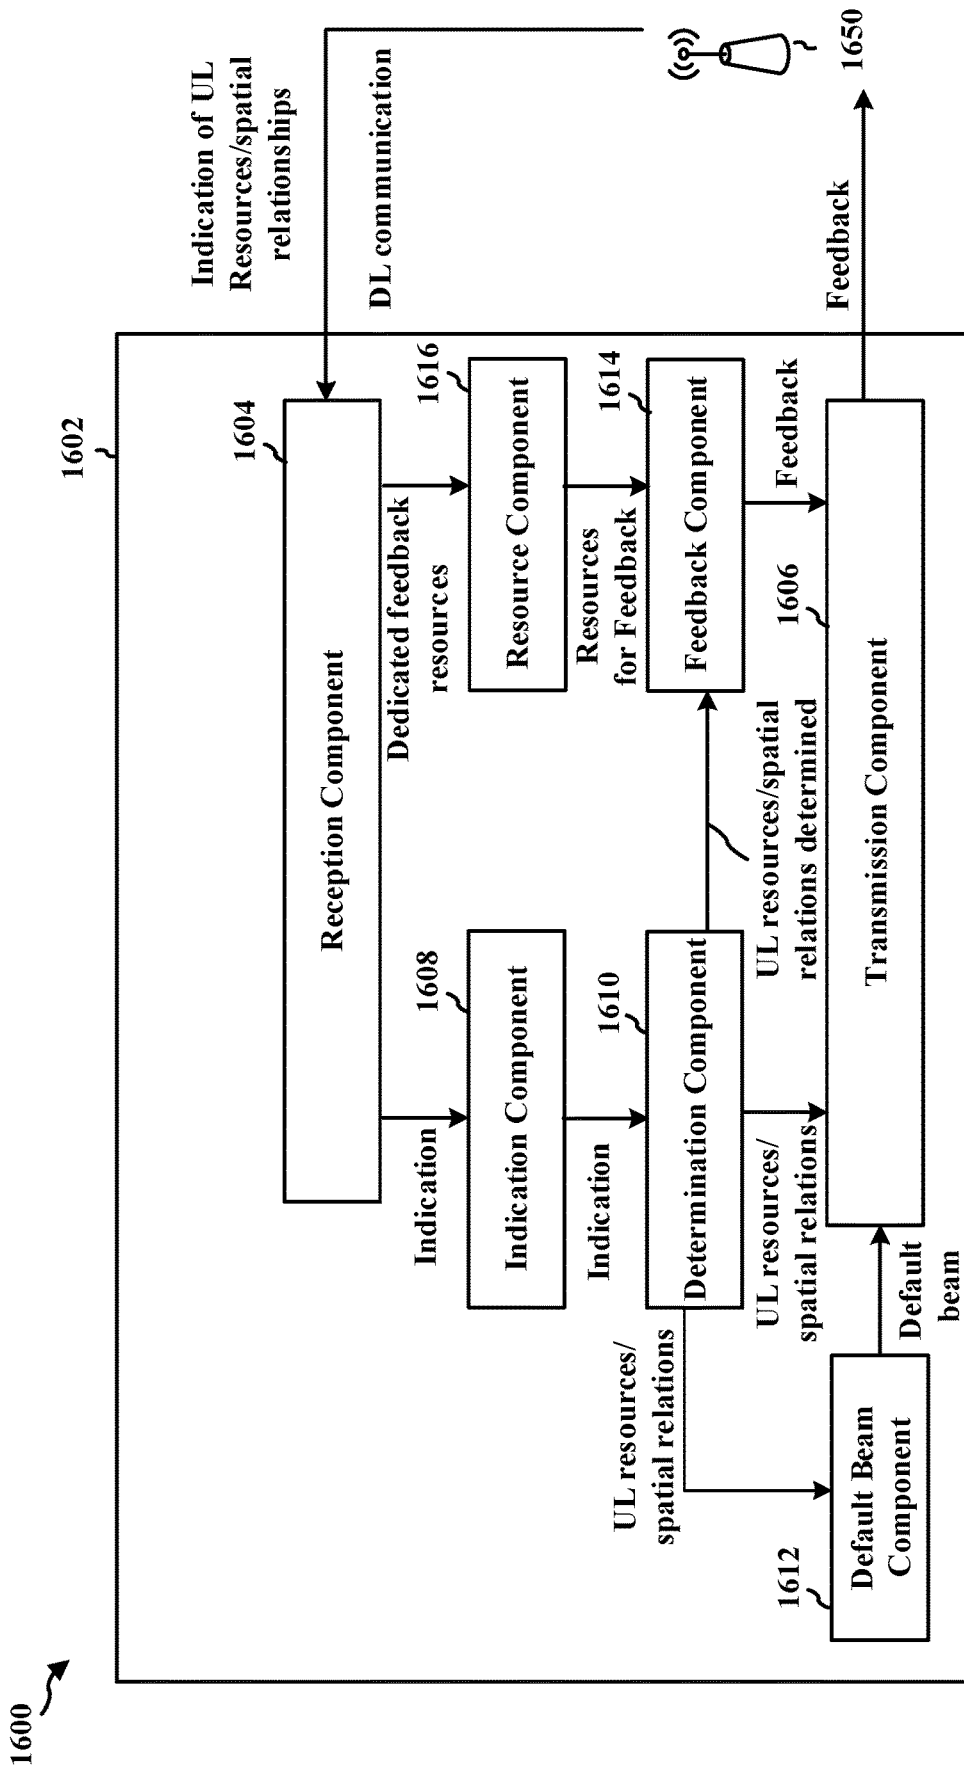 1600
1602
Indication of UL
Resources/spatial
relationships
DL communication
1650
Feedback
1604
Reception Component
Indication
Dedicated feedback
resources
1608
Indication Component
1616
Resource Component
Indication
Resources
for Feedback
1610
Determination Component
1614
Feedback Component
UL resources/spatial
relations determined
UL resources/
spatial relations
UL resources/
spatial relations
Feedback
1606
Transmission Component
1612
Default Beam
Component
Default
beam